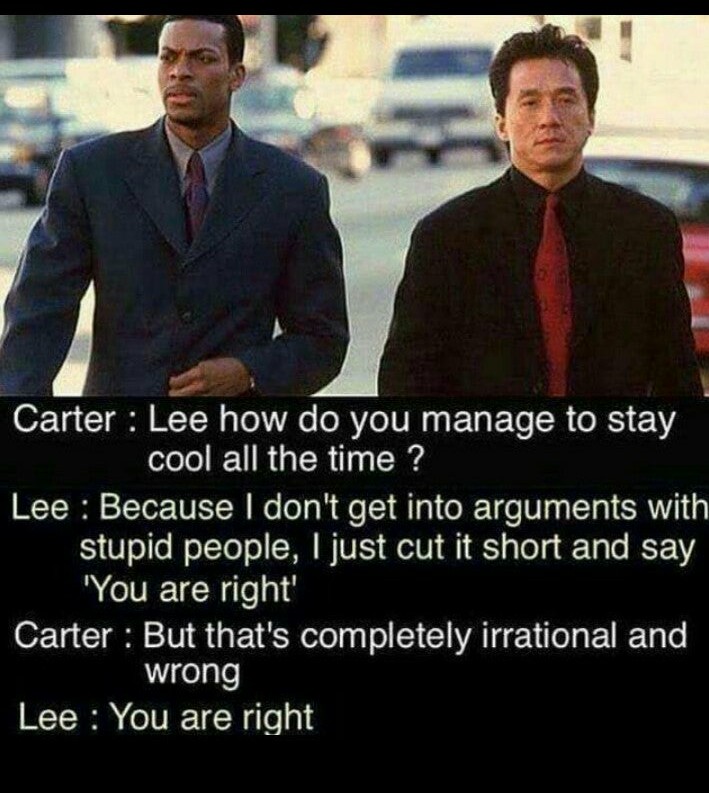 Carter : Lee how do you manage to stay
cool all the time ?
Lee : Because I don't get into arguments with
stupid people, I just cut it short and say
'You are right'
Carter : But that's completely irrational and
wrong
Lee : You are right